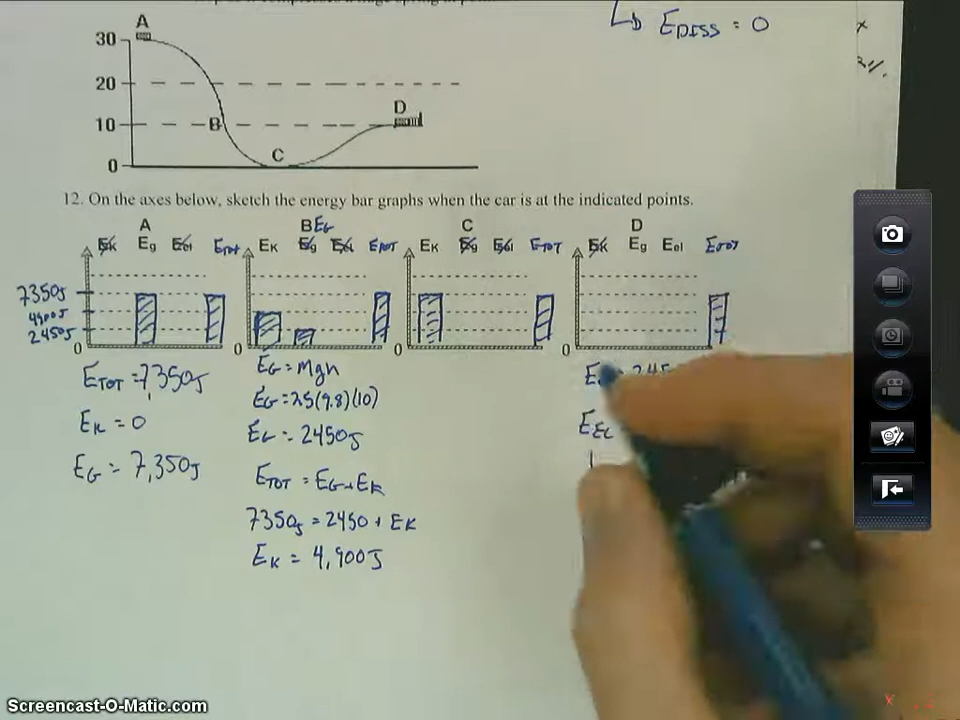 EDISS = 0
A
30
20
D
10
B
C
0
12. On the axes below, sketch the energy bar graphs when the car is at the indicated points.
A
Ek Eg Eel ETOT
B EG
Ek Eg Eel ETOT
C
Ek Eg Eel ETOT
D
Ek Eg Eel ETOT
7350J
4900J
2450J
0
0
0
0
ETOT = 7,350J
EK = 0
EG = 7,350J
EG = Mgh
EG = 25(9.8)(10)
EG = 2450J
ETOT = EG + EK
7350J = 2450 + EK
EK = 4,900J
EEL
Screencast-O-Matic.com